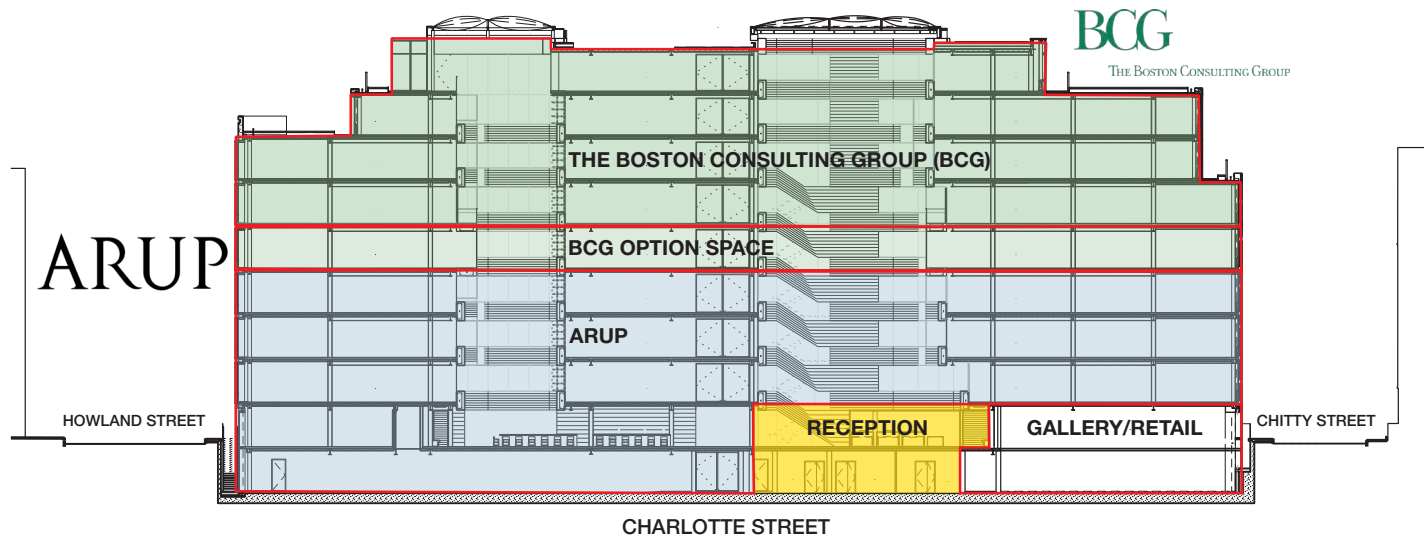 BCG
THE BOSTON CONSULTING GROUP
THE BOSTON CONSULTING GROUP (BCG)
BCG OPTION SPACE
ARUP
ARUP
HOWLAND STREET
RECEPTION
GALLERY/RETAIL
CHITTY STREET
CHARLOTTE STREET